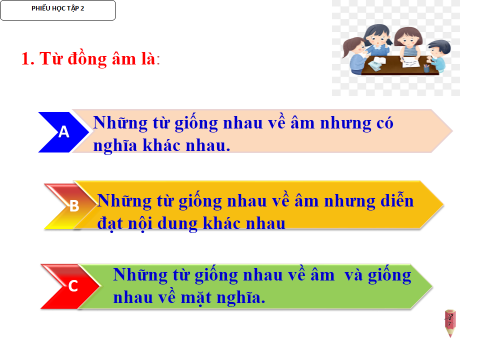 PHIẾU HỌC TẬP 2
1. Từ đồng âm là:
A
Những từ giống nhau về âm nhưng có
nghĩa khác nhau.
B
Những từ giống nhau về âm nhưng diễn
đạt nội dung khác nhau
C
Những từ giống nhau về âm và giống
nhau về mặt nghĩa.